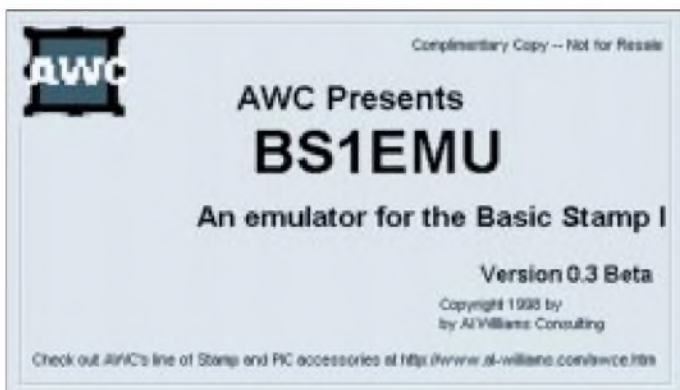 AWC
Complimentary Copy -- Not for Resale
AWC Presents
BS1EMU
An emulator for the Basic Stamp I
Version 0.3 Beta
Copyright 1998 by
by Al Williams Consulting
Check out AWC's line of Stamp and PIC accessories at http://www.al-williams.com/awce.htm